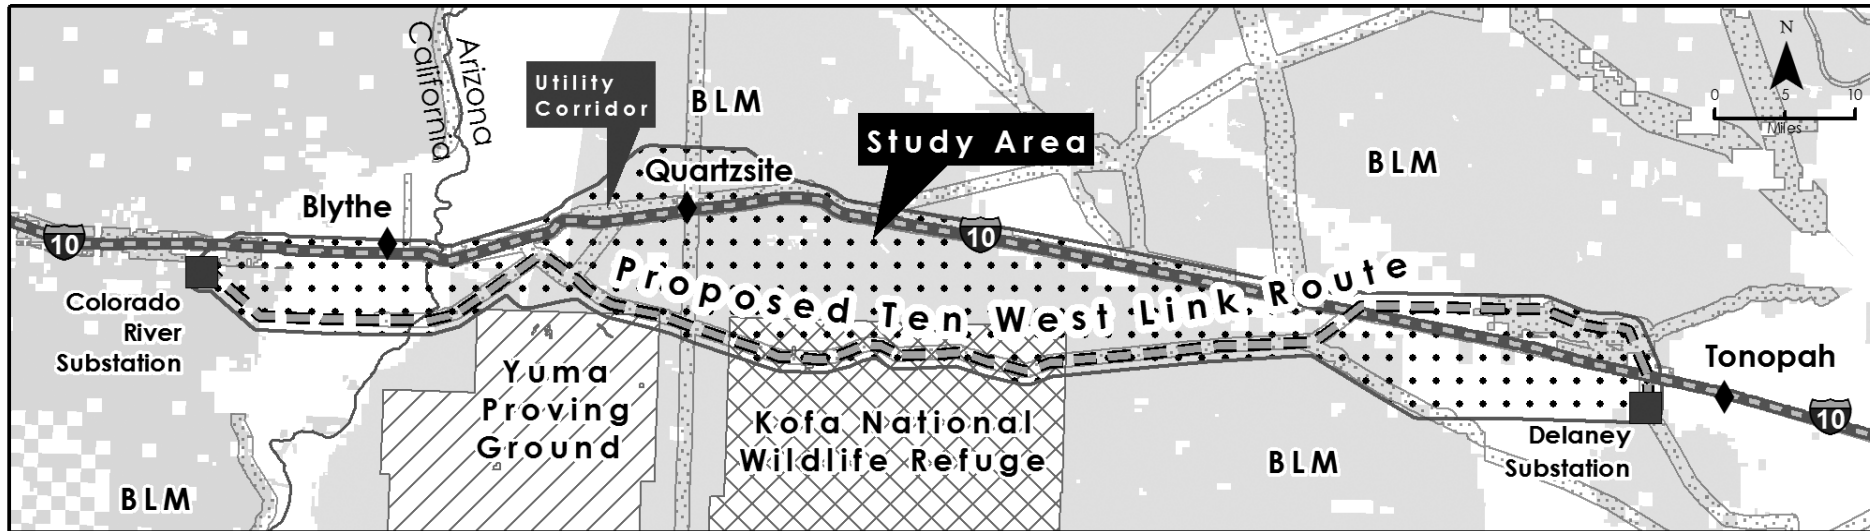 California
Arizona
Utility
Corridor
BLM
Study Area
BLM
N
0 5 10
Miles
Quartzsite
Blythe
10
10
Proposed Ten West Link Route
Colorado
River
Substation
Yuma
Proving
Ground
Kofa National
Wildlife Refuge
Tonopah
10
Delaney
Substation
BLM
BLM